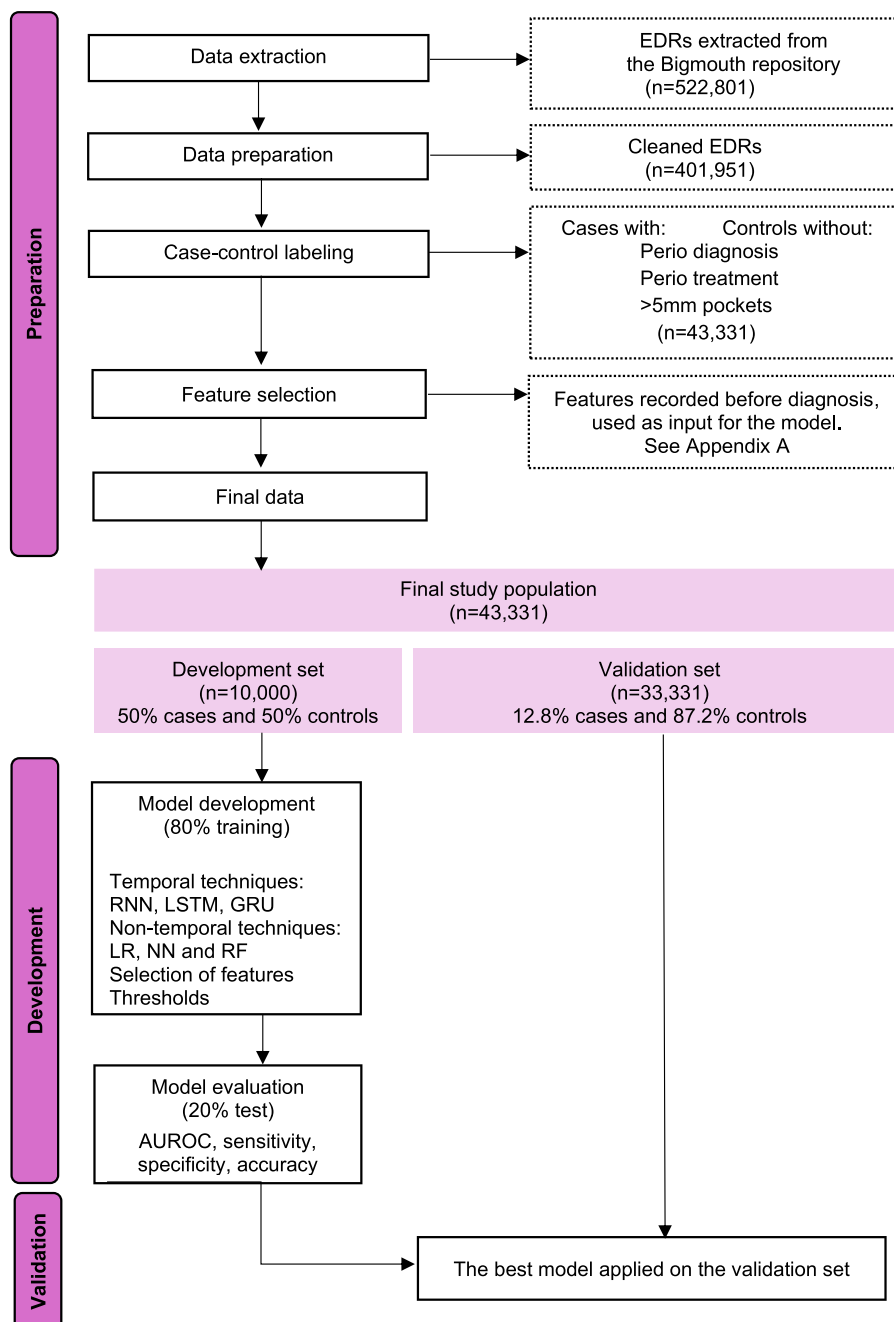 Preparation
Data extraction
EDRs extracted from
the Bigmouth repository
(n=522,801)
Data preparation
Cleaned EDRs
(n=401,951)
Case-control labeling
Cases with: Controls without:
Perio diagnosis
Perio treatment
>5mm pockets
(n=43,331)
Feature selection
Features recorded before diagnosis,
used as input for the model.
See Appendix A
Final data
Final study population
(n=43,331)
Development set
(n=10,000)
50% cases and 50% controls
Validation set
(n=33,331)
12.8% cases and 87.2% controls
Development
Model development
(80% training)
Temporal techniques:
RNN, LSTM, GRU
Non-temporal techniques:
LR, NN and RF
Selection of features
Thresholds
Model evaluation
(20% test)
AUROC, sensitivity,
specificity, accuracy
Validation
The best model applied on the validation set